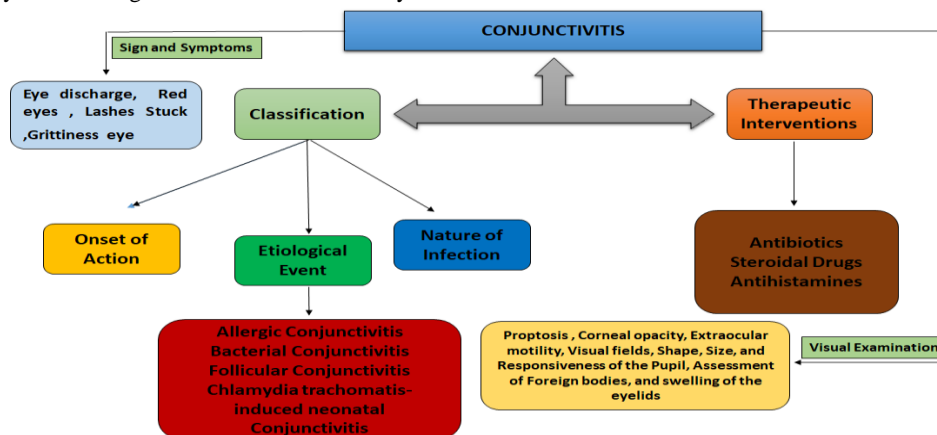 CONJUNCTIVITIS
Sign and Symptoms
Eye discharge, Red
eyes , Lashes Stuck
,Grittiness eye
Classification
Therapeutic
Interventions
Onset of
Action
Etiological
Event
Nature of
Infection
Antibiotics
Steroidal Drugs
Antihistamines
Allergic Conjunctivitis
Bacterial Conjunctivitis
Follicular Conjunctivitis
Chlamydia trachomatis-
induced neonatal
Conjunctivitis
Proptosis , Corneal opacity, Extraocular
motility, Visual fields, Shape, Size, and
Responsiveness of the Pupil, Assessment
of Foreign bodies, and swelling of the
eyelids
Visual Examination